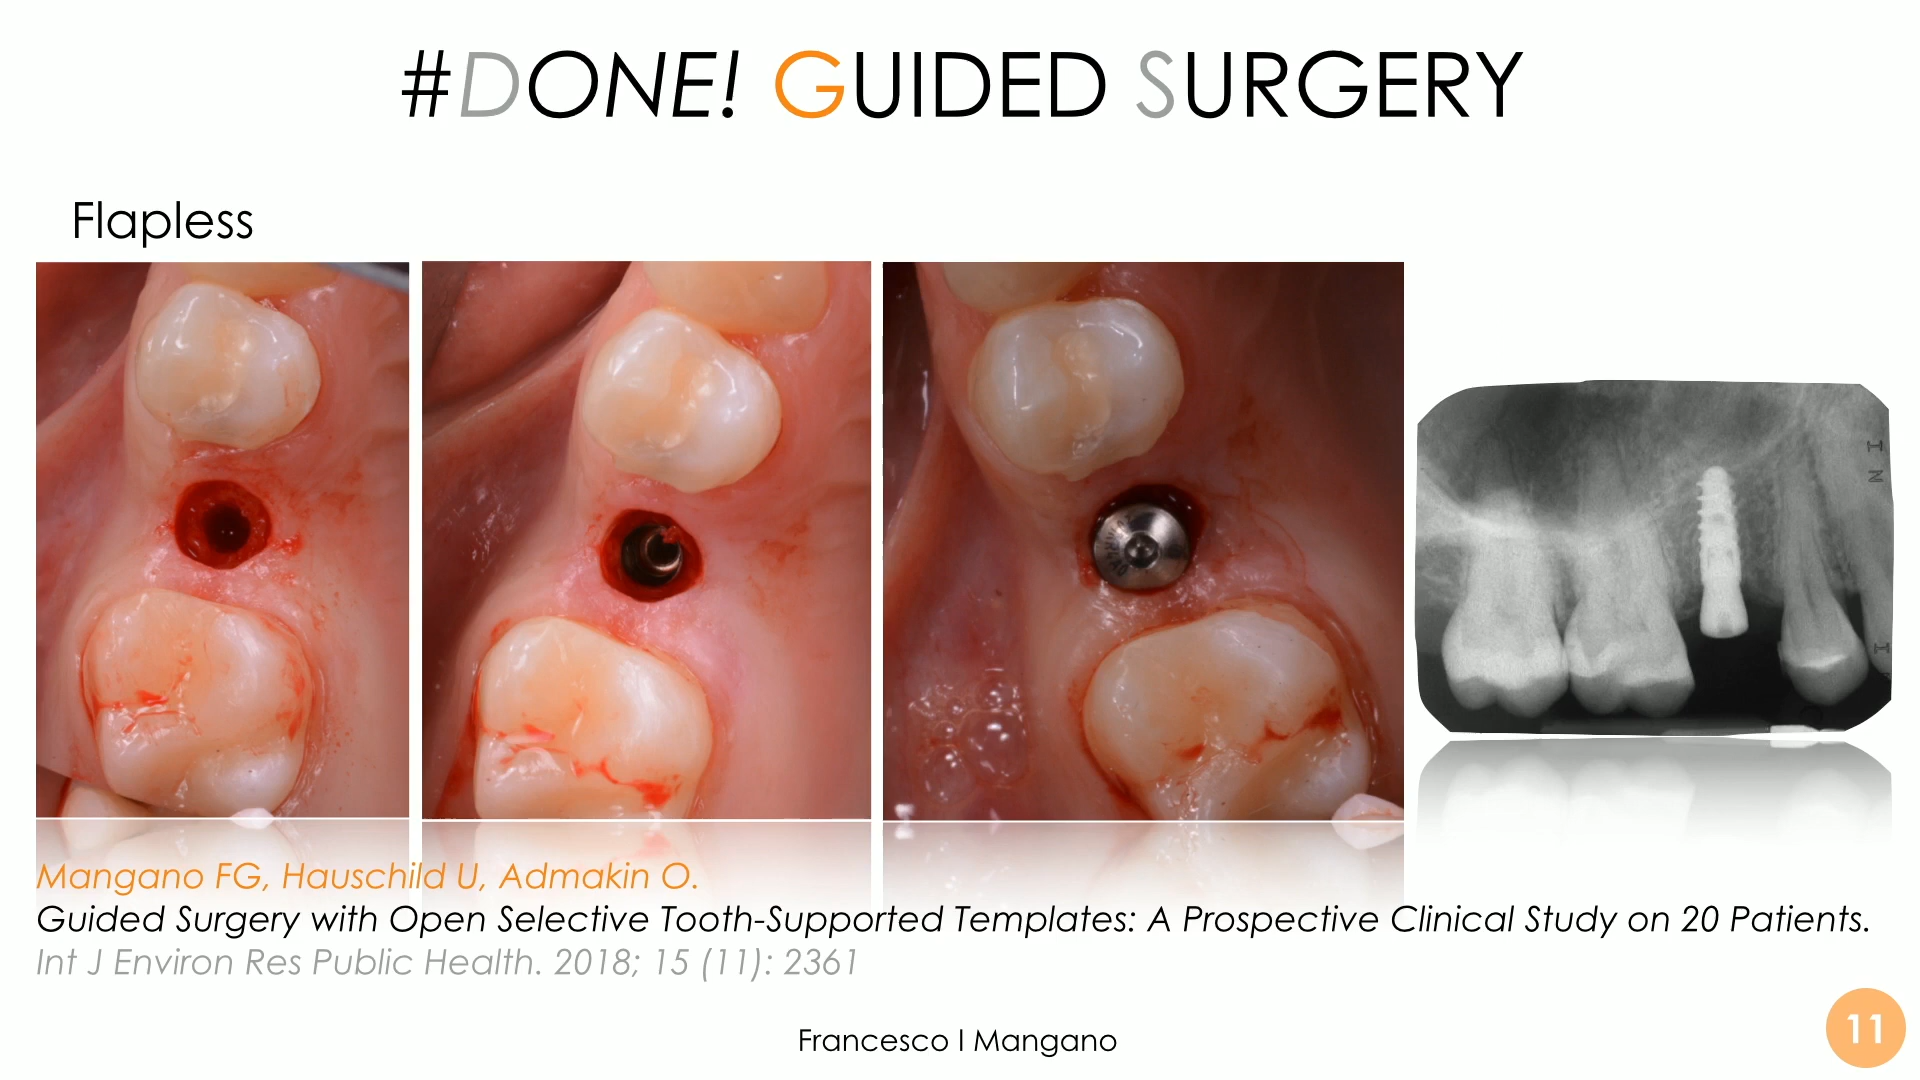 #DONE! GUIDED SURGERY
Flapless
Mangano FG, Hauschild U, Admakin O.
Guided Surgery with Open Selective Tooth-Supported Templates: A Prospective Clinical Study on 20 Patients.
Int J Environ Res Public Health. 2018; 15 (11): 2361
Francesco I Mangano
11